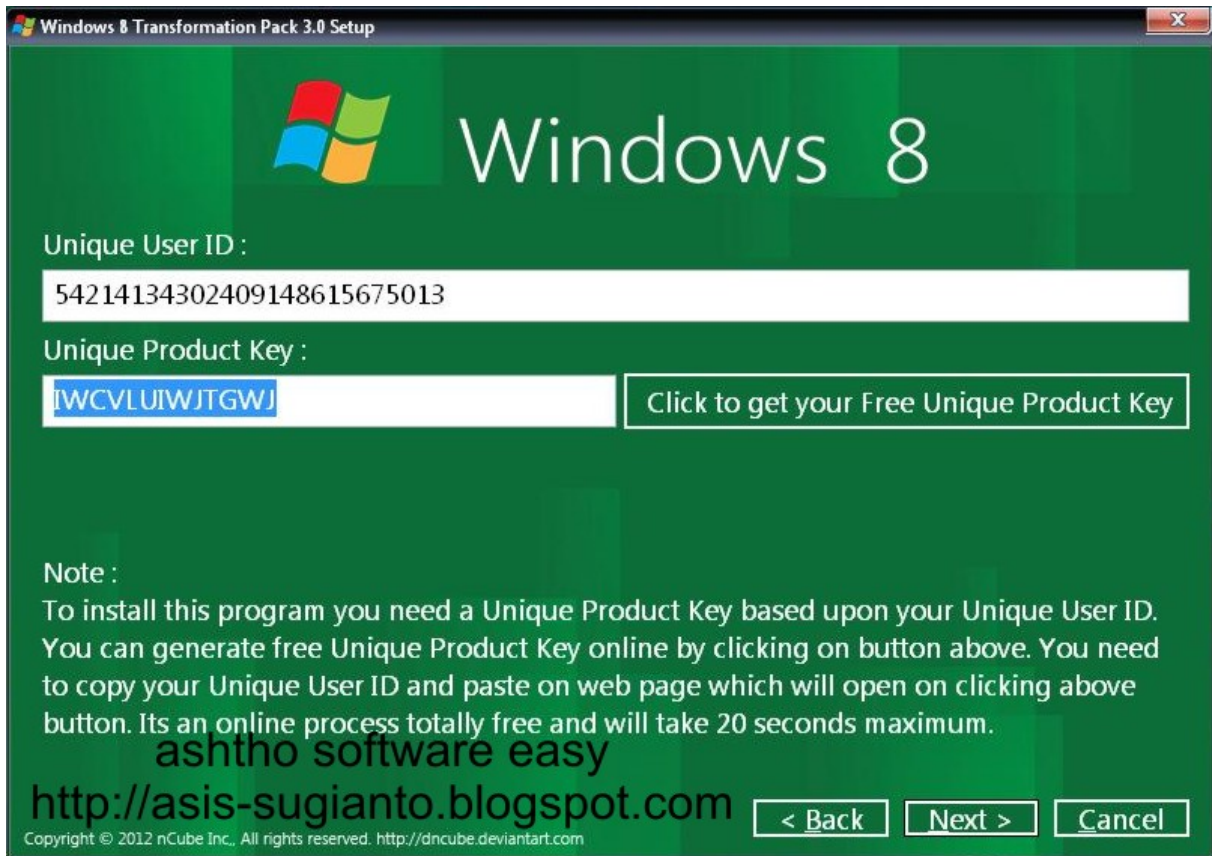 Windows 8 Transformation Pack 3.0 Setup
Windows 8
Unique User ID :
54214134302409148615675013
Unique Product Key :
IWCVLUIWJTGWJ
Click to get your Free Unique Product Key
Note :
To install this program you need a Unique Product Key based upon your Unique User ID.
You can generate free Unique Product Key online by clicking on button above. You need
to copy your Unique User ID and paste on web page which will open on clicking above
button. Its an online process totally free and will take 20 seconds maximum.
ashtho software easy
http://asis-sugianto.blogspot.com
< Back
Next >
Cancel
Copyright © 2012 nCube Inc,, All rights reserved. http://dncube.deviantart.com